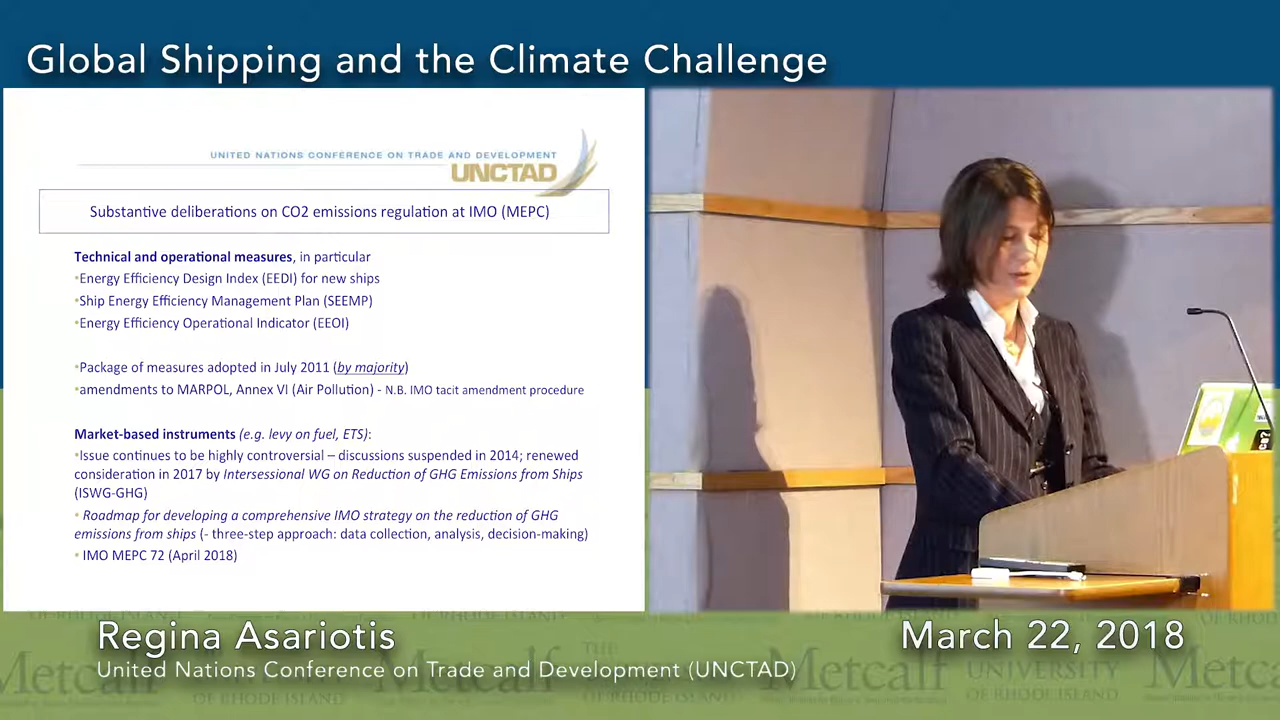 Global Shipping and the Climate Challenge
UNITED NATIONS CONFERENCE ON TRADE AND DEVELOPMENT
UNCTAD
Substantive deliberations on CO2 emissions regulation at IMO (MEPC)
Technical and operational measures, in particular
•Energy Efficiency Design Index (EEDI) for new ships
•Ship Energy Efficiency Management Plan (SEEMP)
•Energy Efficiency Operational Indicator (EEOI)
•Package of measures adopted in July 2011 (by majority)
•amendments to MARPOL, Annex VI (Air Pollution) - N.B. IMO tacit amendment procedure
Market-based instruments (e.g. levy on fuel, ETS):
•Issue continues to be highly controversial – discussions suspended in 2014; renewed
consideration in 2017 by Intersessional WG on Reduction of GHG Emissions from Ships
(ISWG-GHG)
• Roadmap for developing a comprehensive IMO strategy on the reduction of GHG
emissions from ships (- three-step approach: data collection, analysis, decision-making)
• IMO MEPC 72 (April 2018)
Regina Asariotis
United Nations Conference on Trade and Development (UNCTAD)
March 22, 2018
Metcalf
THE
UNIVERSITY
OF RHODE ISLAND